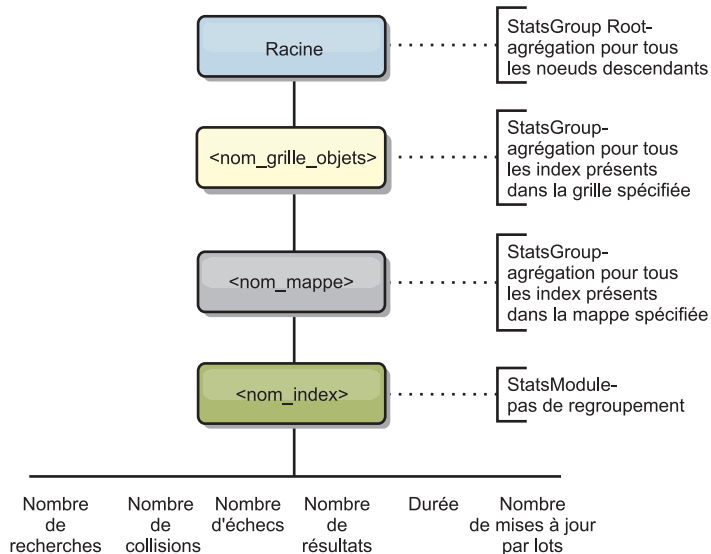 Racine
StatsGroup Root-
agrégation pour tous
les noeuds descendants
<nom_grille_objets>
StatsGroup-
agrégation pour tous
les index présents
dans la grille spécifiée
<nom_mappe>
StatsGroup-
agrégation pour tous
les index présents
dans la mappe spécifiée
<nom_index>
StatsModule-
pas de regroupement
Nombre
de
recherches
Nombre
de
collisions
Nombre
d'échecs
Nombre
de
résultats
Durée
Nombre
de mises à jour
par lots